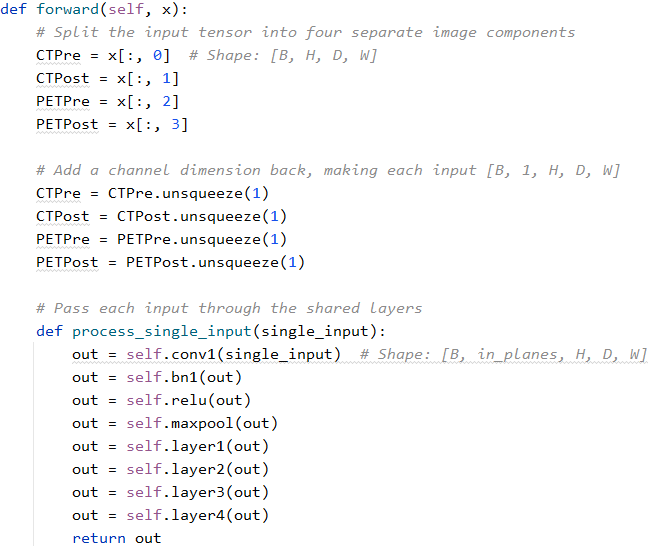 def forward(self, x):
    # Split the input tensor into four separate image components
    CTPre = x[:, 0]  # Shape: [B, H, D, W]
    CTPost = x[:, 1]
    PETPre = x[:, 2]
    PETPost = x[:, 3]

    # Add a channel dimension back, making each input [B, 1, H, D, W]
    CTPre = CTPre.unsqueeze(1)
    CTPost = CTPost.unsqueeze(1)
    PETPre = PETPre.unsqueeze(1)
    PETPost = PETPost.unsqueeze(1)

    # Pass each input through the shared layers
    def process_single_input(single_input):
        out = self.conv1(single_input)  # Shape: [B, in_planes, H, D, W]
        out = self.bn1(out)
        out = self.relu(out)
        out = self.maxpool(out)
        out = self.layer1(out)
        out = self.layer2(out)
        out = self.layer3(out)
        out = self.layer4(out)
        return out